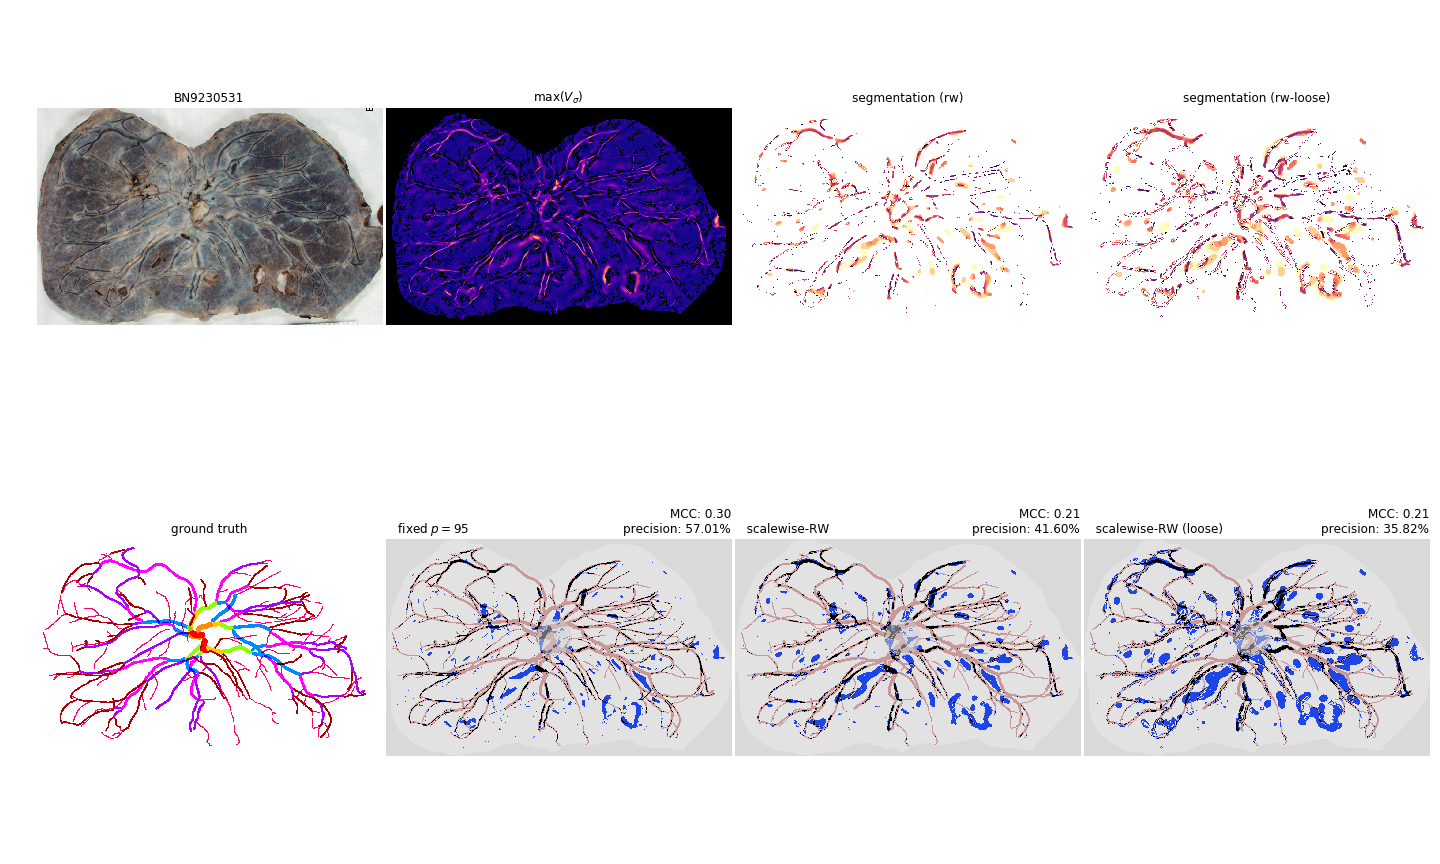 BN9230531
max(Vσ)
segmentation (rw)
segmentation (rw-loose)
ground truth
fixed p = 95
MCC: 0.30
precision: 57.01%
scalewise-RW
MCC: 0.21
precision: 41.60%
scalewise-RW (loose)
MCC: 0.21
precision: 35.82%